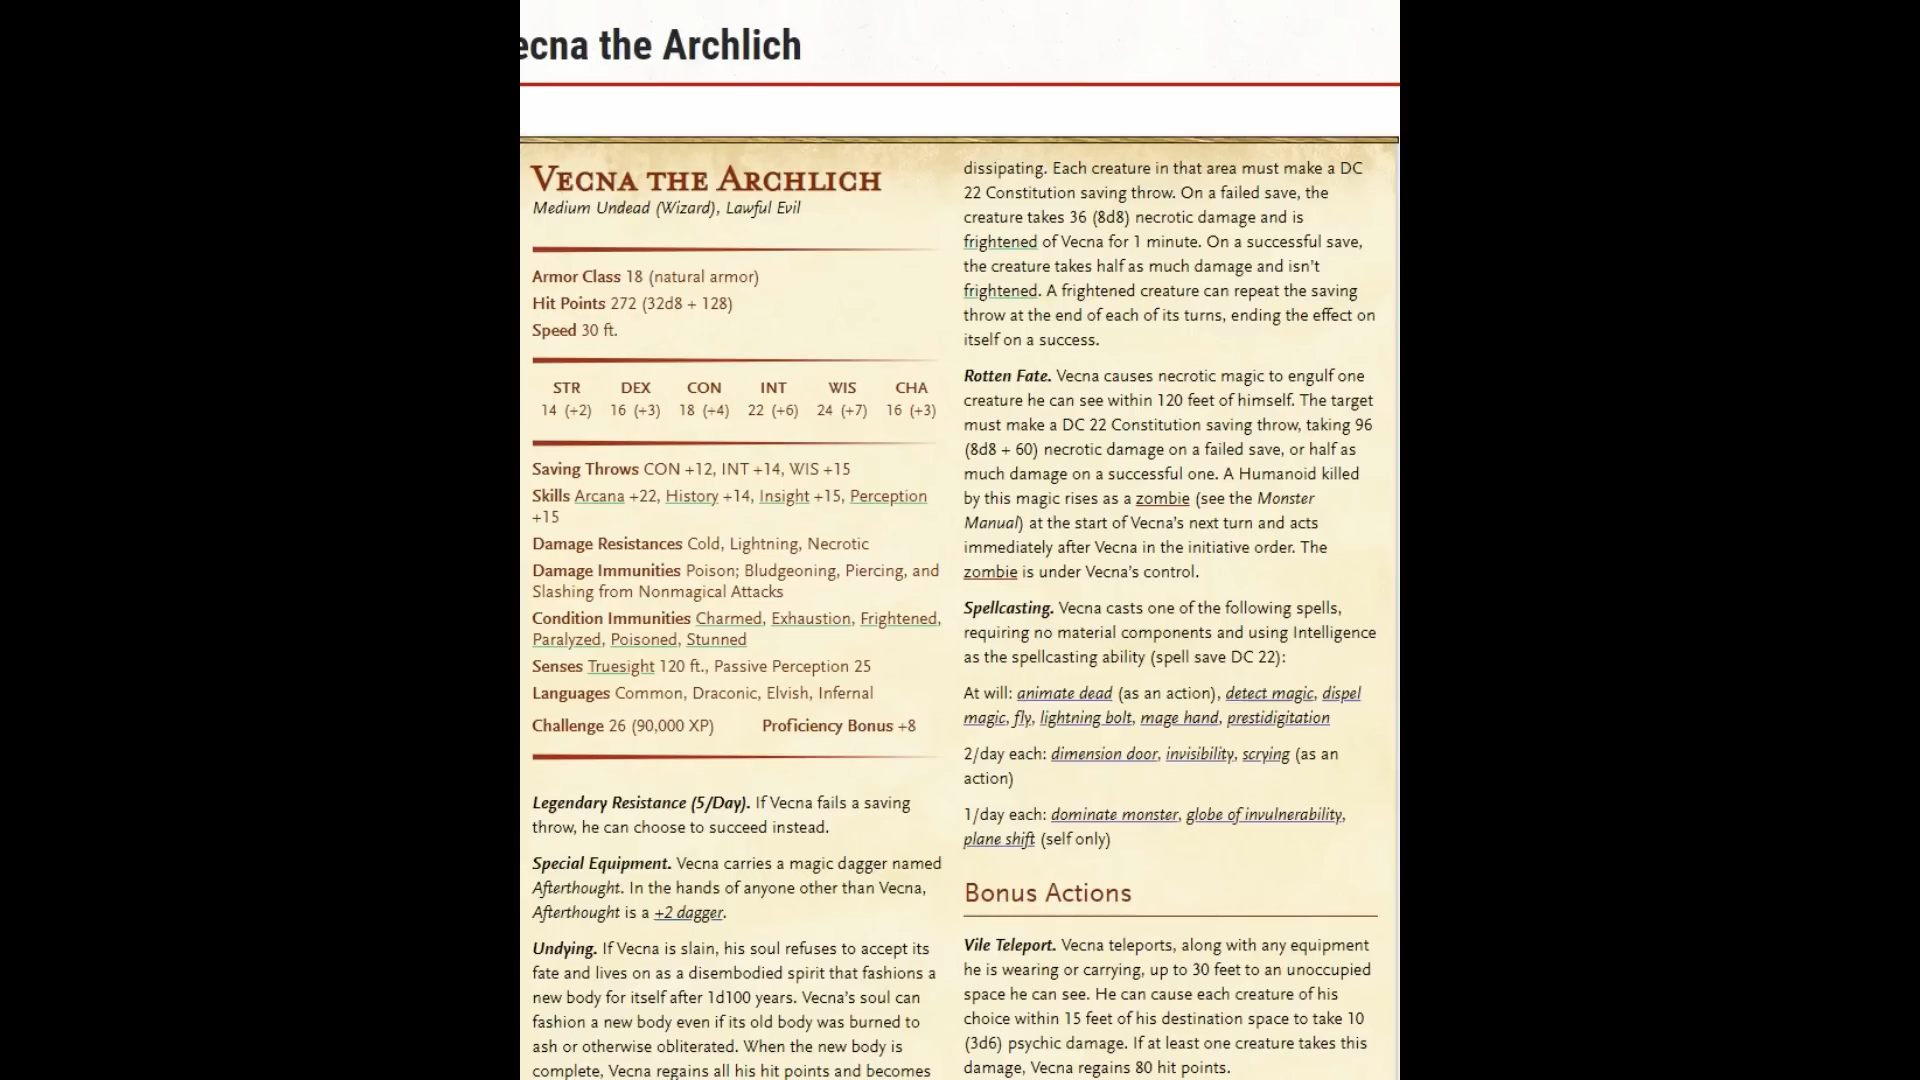 ecna the Archlich
Vecna the Archlich
Medium Undead (Wizard), Lawful Evil
Armor Class 18 (natural armor)
Hit Points 272 (32d8 + 128)
Speed 30 ft.
STR DEX CON INT WIS CHA
14 (+2) 16 (+3) 18 (+4) 22 (+6) 24 (+7) 16 (+3)
Saving Throws CON +12, INT +14, WIS +15
Skills Arcana +22, History +14, Insight +15, Perception
+15
Damage Resistances Cold, Lightning, Necrotic
Damage Immunities Poison; Bludgeoning, Piercing, and
Slashing from Nonmagical Attacks
Condition Immunities Charmed, Exhaustion, Frightened,
Paralyzed, Poisoned, Stunned
Senses Truesight 120 ft., Passive Perception 25
Languages Common, Draconic, Elvish, Infernal
Challenge 26 (90,000 XP) Proficiency Bonus +8
Legendary Resistance (5/Day). If Vecna fails a saving
throw, he can choose to succeed instead.
Special Equipment. Vecna carries a magic dagger named
Afterthought. In the hands of anyone other than Vecna,
Afterthought is a +2 dagger.
Undying. If Vecna is slain, his soul refuses to accept its
fate and lives on as a disembodied spirit that fashions a
new body for itself after 1d100 years. Vecna's soul can
fashion a new body even if its old body was burned to
ash or otherwise obliterated. When the new body is
complete, Vecna regains all his hit points and becomes
dissipating. Each creature in that area must make a DC
22 Constitution saving throw. On a failed save, the
creature takes 36 (8d8) necrotic damage and is
frightened of Vecna for 1 minute. On a successful save,
the creature takes half as much damage and isn't
frightened. A frightened creature can repeat the saving
throw at the end of each of its turns, ending the effect on
itself on a success.
Rotten Fate. Vecna causes necrotic magic to engulf one
creature he can see within 120 feet of himself. The target
must make a DC 22 Constitution saving throw, taking 96
(8d8 + 60) necrotic damage on a failed save, or half as
much damage on a successful one. A Humanoid killed
by this magic rises as a zombie (see the Monster
Manual) at the start of Vecna's next turn and acts
immediately after Vecna in the initiative order. The
zombie is under Vecna's control.
Spellcasting. Vecna casts one of the following spells,
requiring no material components and using Intelligence
as the spellcasting ability (spell save DC 22):
At will: animate dead (as an action), detect magic, dispel
magic, fly, lightning bolt, mage hand, prestidigitation
2/day each: dimension door, invisibility, scrying (as an
action)
1/day each: dominate monster, globe of invulnerability,
plane shift (self only)
Bonus Actions
Vile Teleport. Vecna teleports, along with any equipment
he is wearing or carrying, up to 30 feet to an unoccupied
space he can see. He can cause each creature of his
choice within 15 feet of his destination space to take 10
(3d6) psychic damage. If at least one creature takes this
damage, Vecna regains 80 hit points.